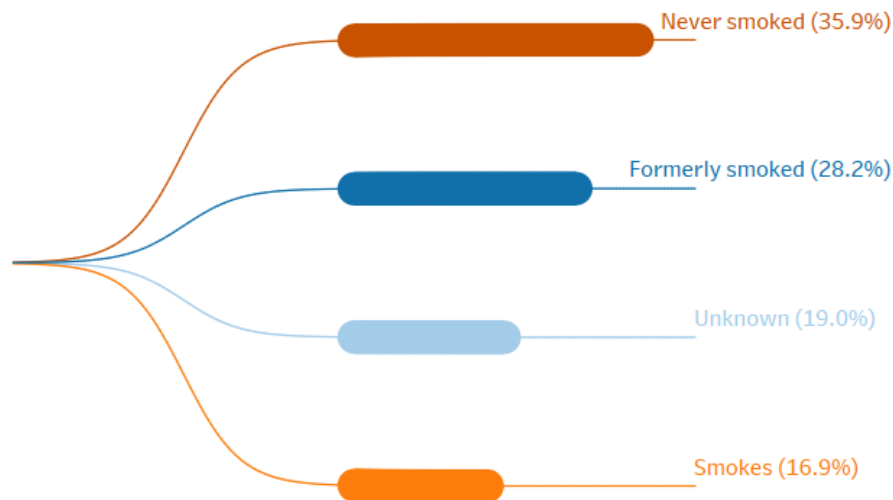 Never smoked (35.9%)
Formerly smoked (28.2%)
Unknown (19.0%)
Smokes (16.9%)